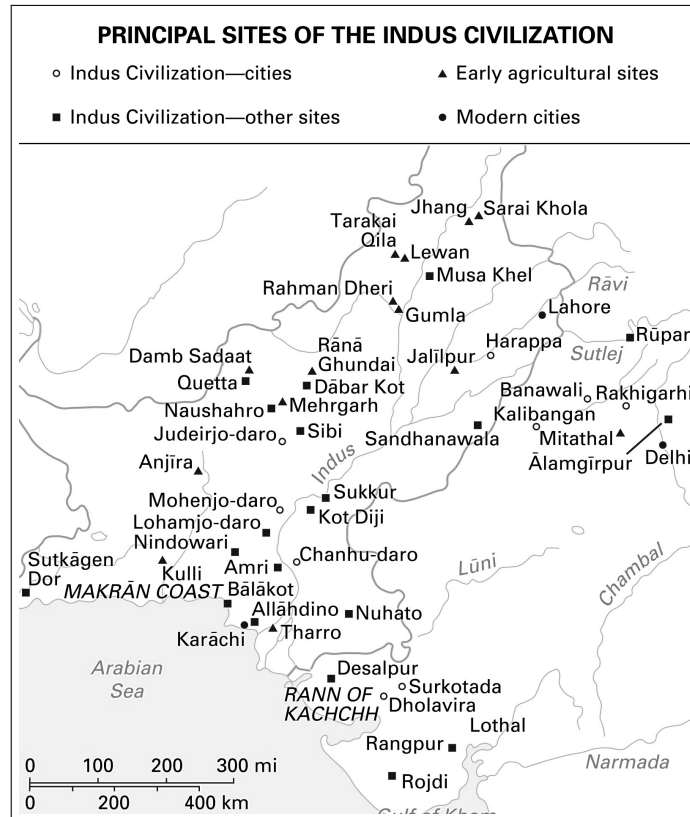 PRINCIPAL SITES OF THE INDUS CIVILIZATION
Indus Civilization—cities
Early agricultural sites
Indus Civilization—other sites
Modern cities
Jhang
Sarai Khola
Tarakai
Qila
Lewan
Musa Khel
Rāvi
Rahman Dheri
Gumla
Lahore
Harappa
Rūpar
Sutlej
Rānā
Ghundai
Damb Sadaat
Jalīlpur
Quetta
Dābar Kot
Banawali
Rakhigarhi
Mehrgarh
Naushahro
Kalibangan
Judeirjo-daro
Sibi
Sandhanawala
Mitathal
Indus
Ālamgīrpur
Delhi
Anjīra
Sukkur
Mohenjo-daro
Kot Diji
Lohamjo-daro
Nindowari
Chanhu-daro
Lūni
Chambal
Sutkāgen
Dor
Amri
Kulli
MAKRĀN COAST
Bālākot
Allāhdino
Nuhato
Karāchi
Tharro
Arabian
Sea
Desalpur
RANN OF
KACHCHH
Surkotada
Dholavira
Lothal
Rangpur
Narmada
Rojdi
0 100 200 300 mi
0 200 400 km
Gulf of